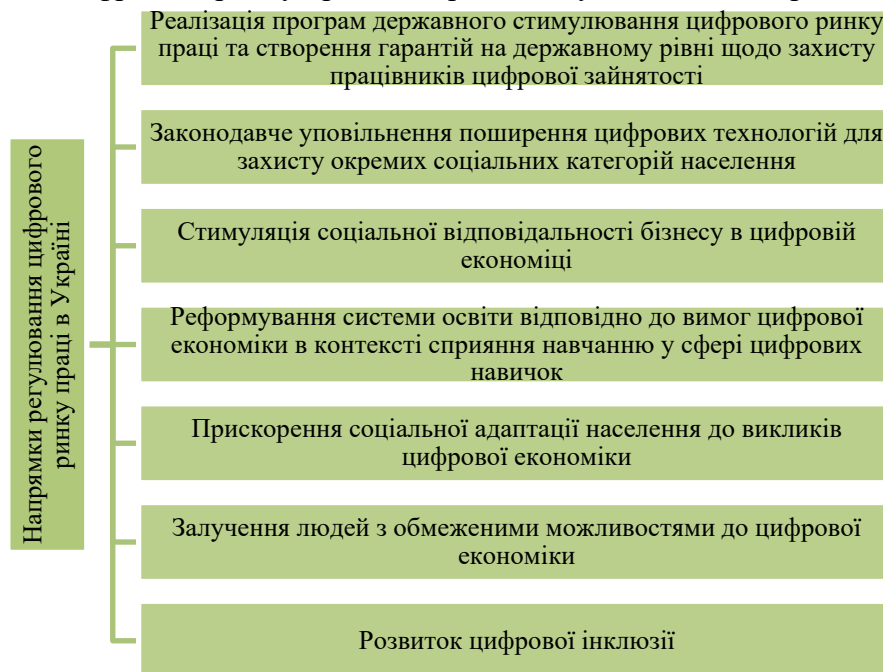 Реалізація програм державного стимулювання цифрового ринку
праці та створення гарантій на державному рівні щодо захисту
працівників цифрової зайнятості
Напрямки регулювання цифрового
ринку праці в Україні
Законодавче уповільнення поширення цифрових технологій для
захисту окремих соціальних категорій населення
Стимуляція соціальної відповідальності бізнесу в цифровій
економіці
Реформування системи освіти відповідно до вимог цифрової
економіки в контексті сприяння навчанню у сфері цифрових
навичок
Прискорення соціальної адаптації населення до викликів
цифрової економіки
Залучення людей з обмеженими можливостями до цифрової
економіки
Розвиток цифрової інклюзії